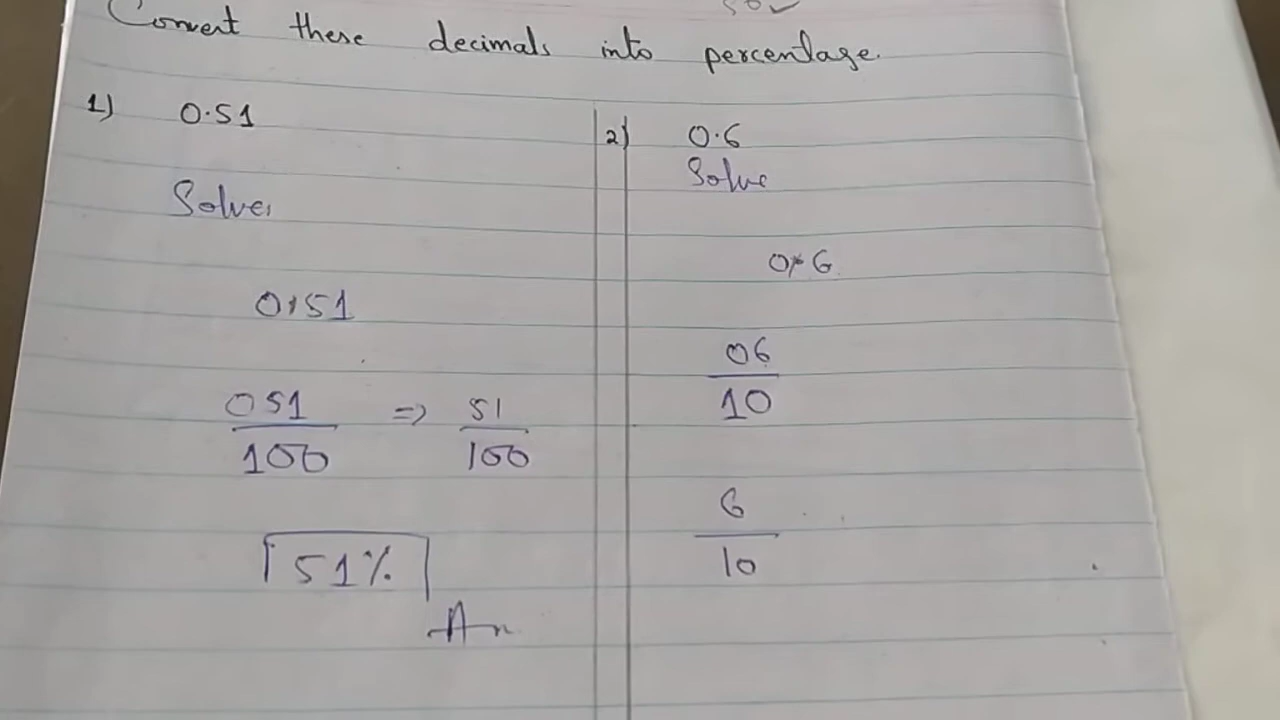 Convert these decimals into percentage.
1) 0.51
Solve,
0.51
051/100 => 51/100
51%
An
2) 0.6
Solve
0.6
06/10
6/10